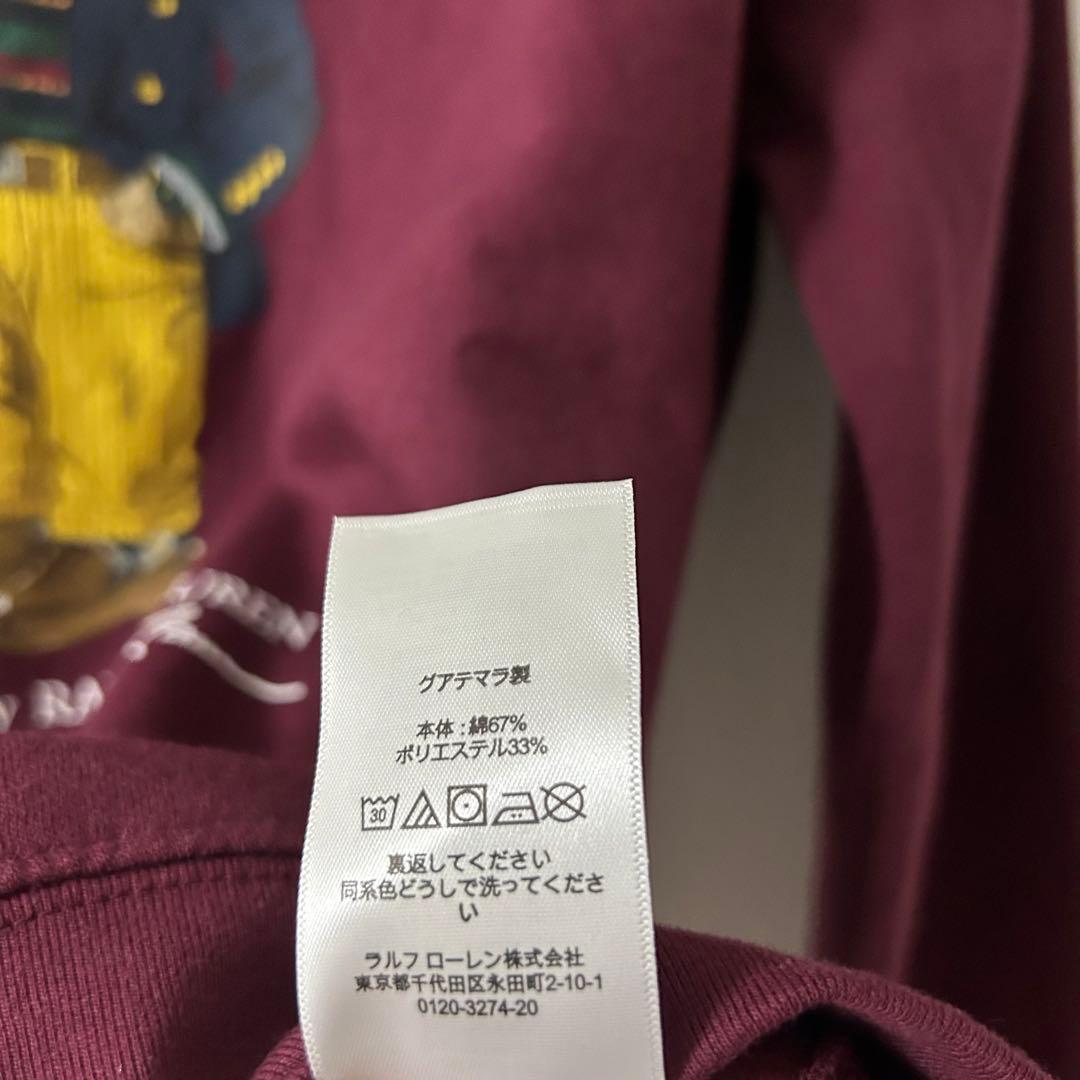 グアテマラ製
本体 : 綿67%
ポリエステル33%
30
裏返してください
同系色どうしで洗ってくださ
い
ラルフ ローレン株式会社
東京都千代田区永田町2-10-1
0120-3274-20